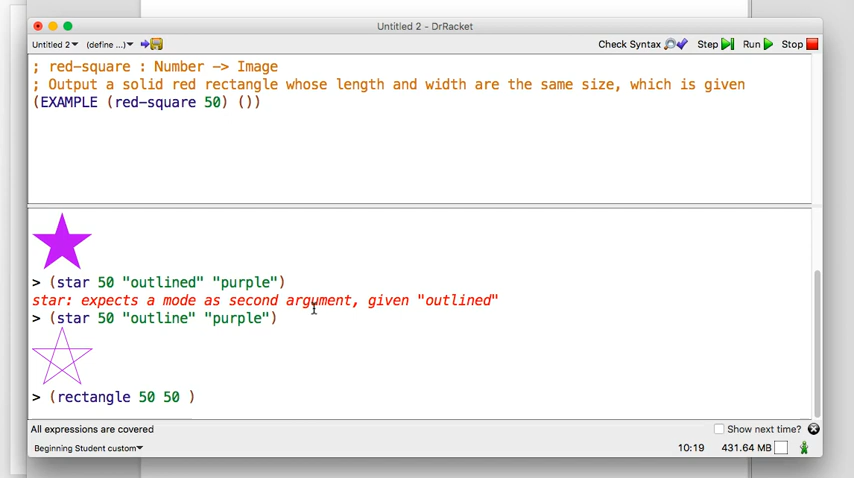 Untitled 2 - DrRacket
Untitled 2 (define ...) Check Syntax Step Run Stop
; red-square : Number -> Image
; Output a solid red rectangle whose length and width are the same size, which is given
(EXAMPLE (red-square 50) ())
> (star 50 "outlined" "purple")
star: expects a mode as second argument, given "outlined"
> (star 50 "outline" "purple")
> (rectangle 50 50 )
All expressions are covered Show next time?
Beginning Student custom 10:19 431.64 MB